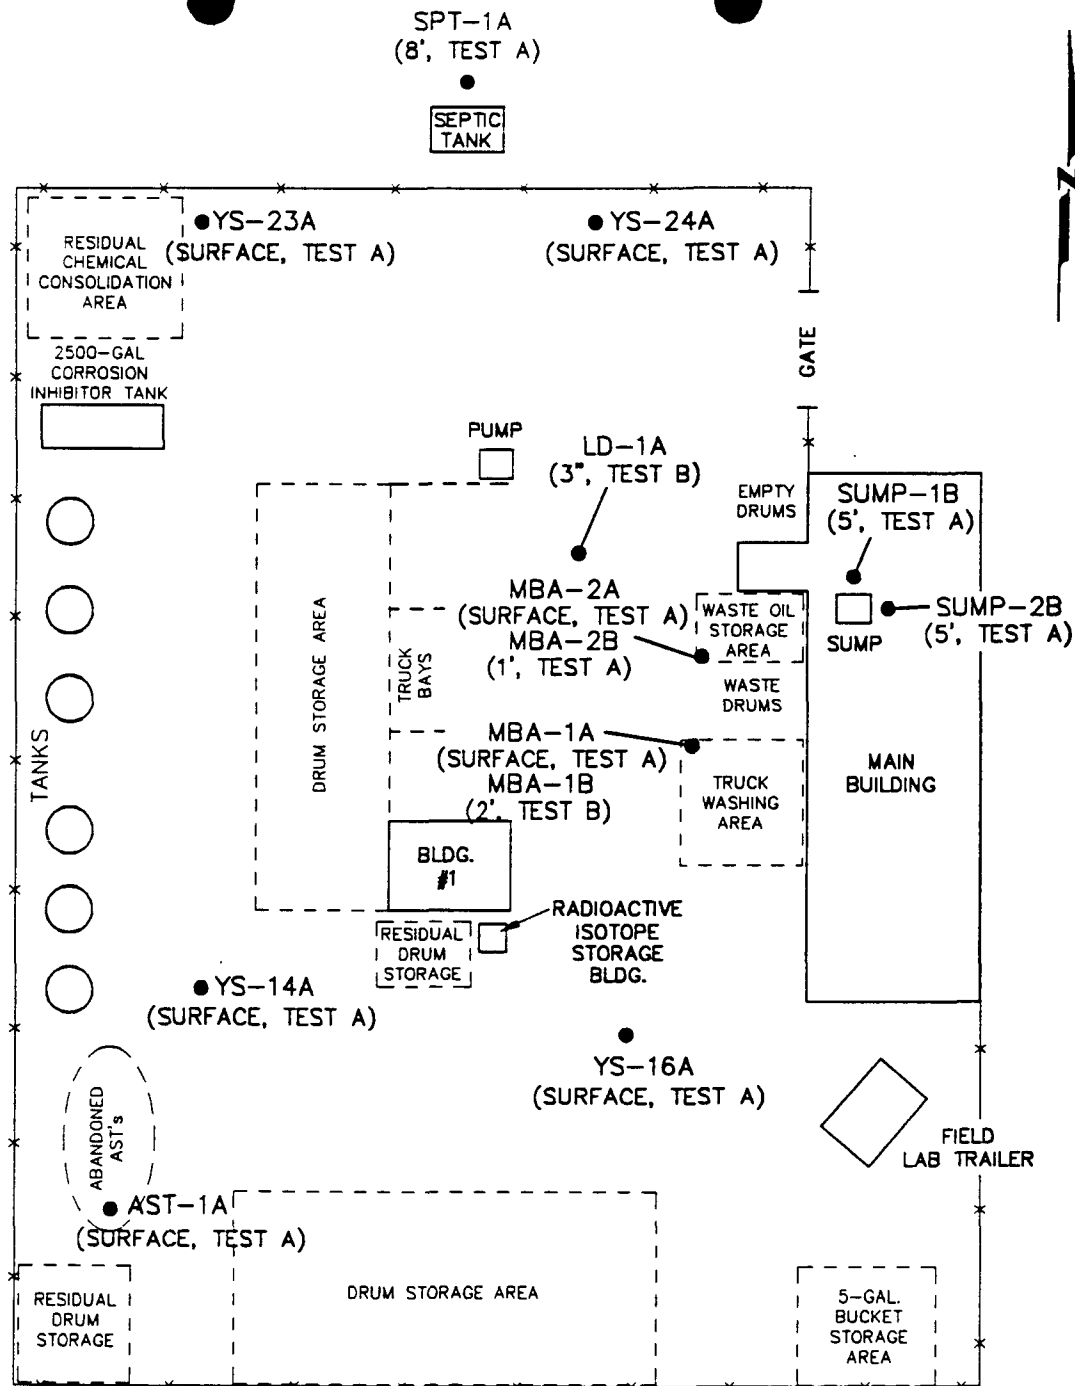 SPT-1A
(8', TEST A)
SEPTIC
TANK
Z
YS-23A
(SURFACE, TEST A)
YS-24A
(SURFACE, TEST A)
RESIDUAL
CHEMICAL
CONSOLIDATION
AREA
2500-GAL
CORROSION
INHIBITOR TANK
GATE
PUMP
LD-1A
(3", TEST B)
EMPTY
DRUMS
SUMP-1B
(5', TEST A)
MBA-2A
(SURFACE, TEST A)
MBA-2B
(1', TEST A)
WASTE OIL
STORAGE
AREA
SUMP
SUMP-2B
(5', TEST A)
WASTE
DRUMS
DRUM STORAGE AREA
TRUCK
BAYS
TANKS
MBA-1A
(SURFACE, TEST A)
MBA-1B
(2', TEST B)
TRUCK
WASHING
AREA
MAIN
BUILDING
BLDG.
#1
RESIDUAL
DRUM
STORAGE
RADIOACTIVE
ISOTOPE
STORAGE
BLDG.
YS-14A
(SURFACE, TEST A)
YS-16A
(SURFACE, TEST A)
ABANDONED
AST's
FIELD
LAB TRAILER
AST-1A
(SURFACE, TEST A)
RESIDUAL
DRUM
STORAGE
DRUM STORAGE AREA
5-GAL.
BUCKET
STORAGE
AREA